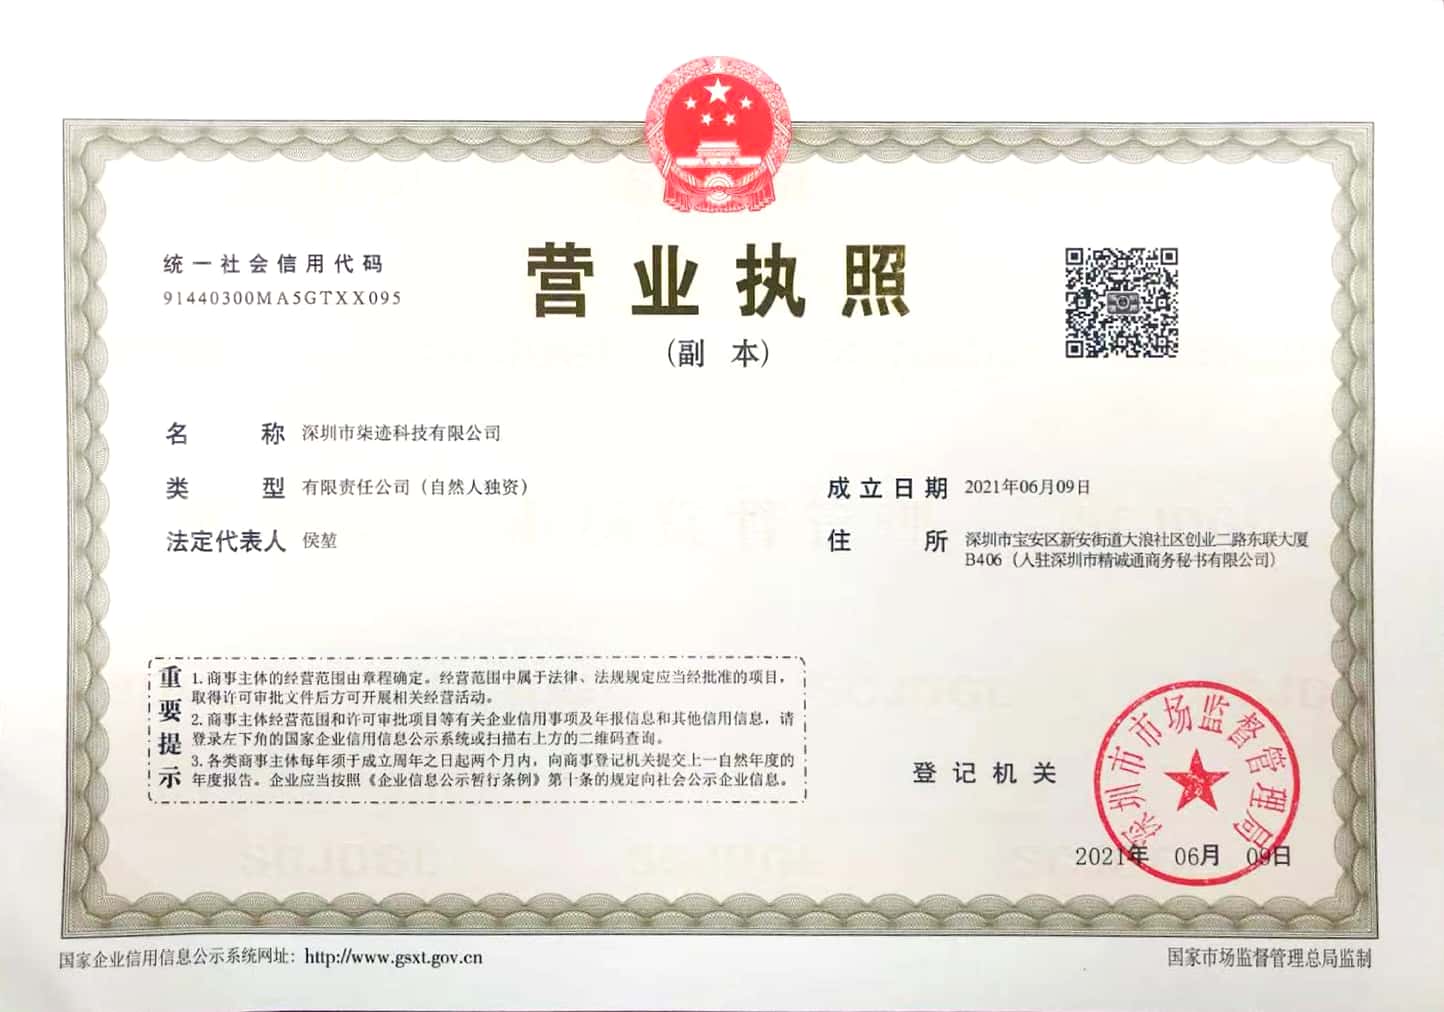 统一社会信用代码
91440300MA5GTXX095
营业执照
(副 本)
名 称 深圳市柒迹科技有限公司
类 型 有限责任公司（自然人独资）
成立日期 2021年06月09日
法定代表人 侯堃
住 所 深圳市宝安区新安街道大浪社区创业二路东联大厦
B406（入驻深圳市精诚通商务秘书有限公司）
重要提示
1. 商事主体的经营范围由章程确定。经营范围中属于法律、法规规定应当经批准的项目，
取得许可审批文件后方可开展相关经营活动。
2. 商事主体经营范围和许可审批项目等有关企业信用事项及年报信息和其他信用信息，请
登录左下角的国家企业信用信息公示系统或扫描右上方的二维码查询。
3. 各类商事主体每年须于成立周年之日起两个月内，向商事登记机关提交上一自然年度的
年度报告。企业应当按照《企业信息公示暂行条例》第十条的规定向社会公示企业信息。
登记机关
深圳市市场监督管理局
2021年 06月 09日
国家企业信用信息公示系统网址： http://www.gsxt.gov.cn
国家市场监督管理总局监制